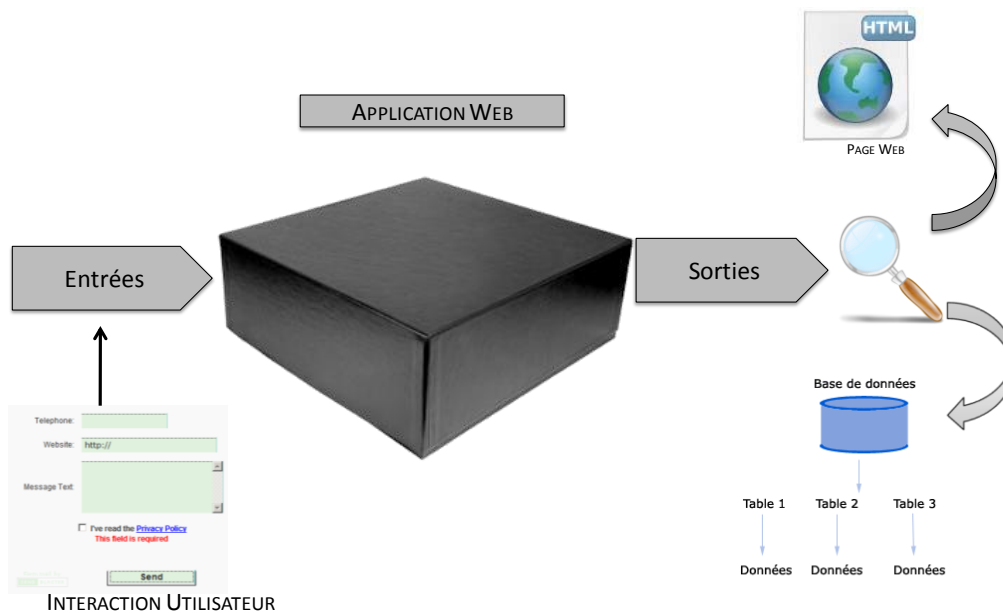 HTML
PAGE WEB
APPLICATION WEB
Entrées
Sorties
Telephone:
Website: http://
Message Text:
I've read the Privacy Policy
This field is required
Send
INTERACTION UTILISATEUR
Base de données
Table 1 Table 2 Table 3
Données Données Données